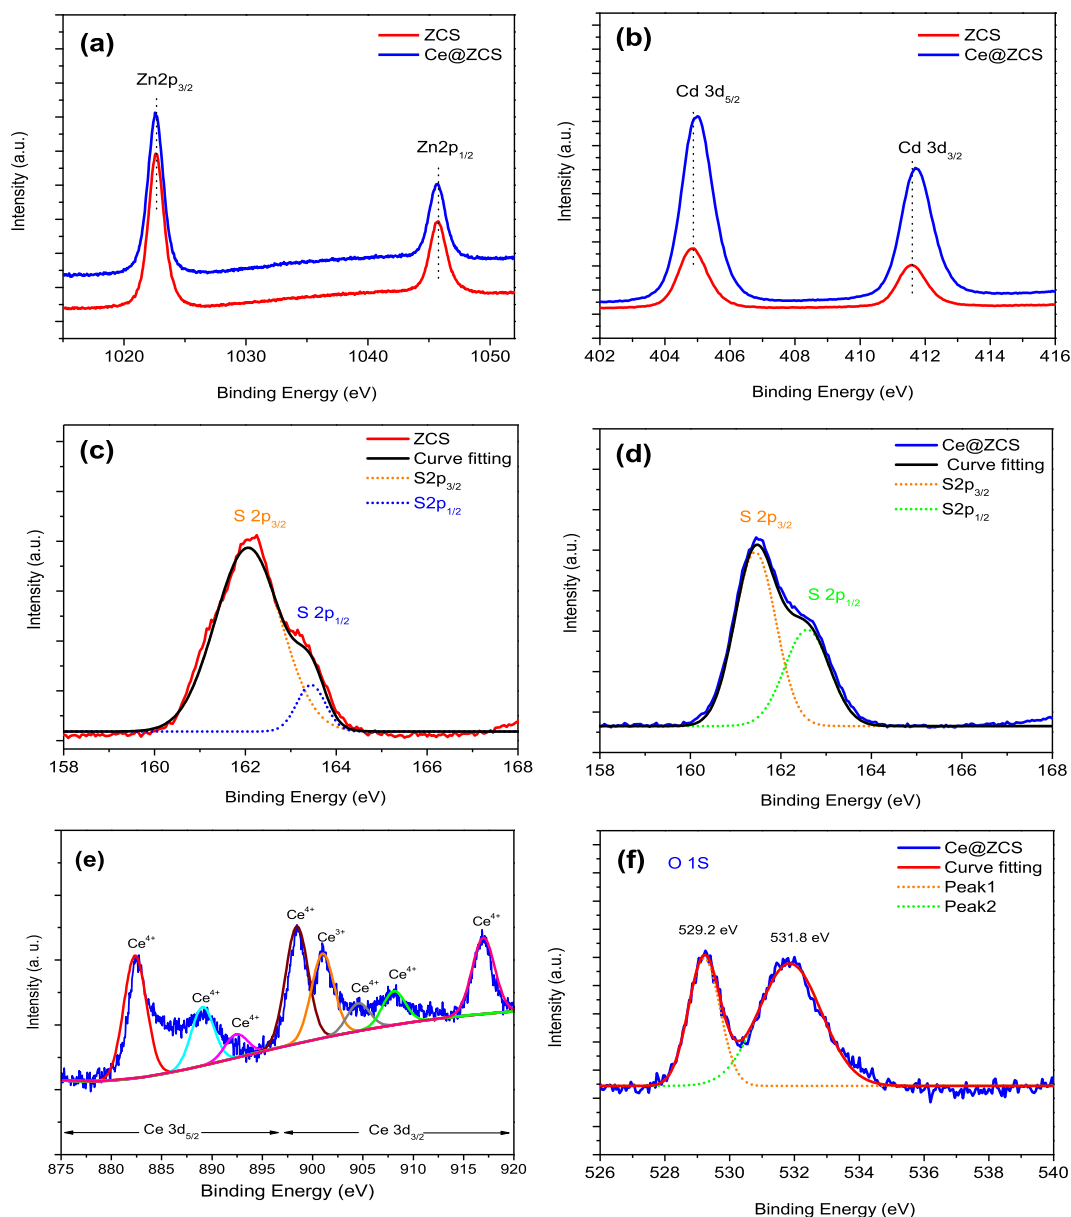 (a)
ZCS
Ce@ZCS
Zn2p3/2
Zn2p1/2
Intensity (a.u.)
1020 1030 1040 1050
Binding Energy (eV)
(b)
ZCS
Ce@ZCS
Cd 3d5/2
Cd 3d3/2
Intensity (a.u.)
402 404 406 408 410 412 414 416
Binding Energy (eV)
(c)
ZCS
Curve fitting
S2p3/2
S2p1/2
S 2p3/2
S 2p1/2
Intensity (a.u.)
158 160 162 164 166 168
Binding Energy (eV)
(d)
Ce@ZCS
Curve fitting
S2p3/2
S2p1/2
S 2p3/2
S 2p1/2
Intensity (a.u.)
158 160 162 164 166 168
Binding Energy (eV)
(e)
Ce4+
Ce4+
Ce4+
Ce4+
Ce3+
Ce4+
Ce4+
Ce4+
Ce 3d5/2
Ce 3d3/2
Intensity (a. u.)
875 880 885 890 895 900 905 910 915 920
Binding Energy (eV)
(f)
O 1S
Ce@ZCS
Curve fitting
Peak1
Peak2
529.2 eV
531.8 eV
Intensity (a.u.)
526 528 530 532 534 536 538 540
Binding Energy (eV)